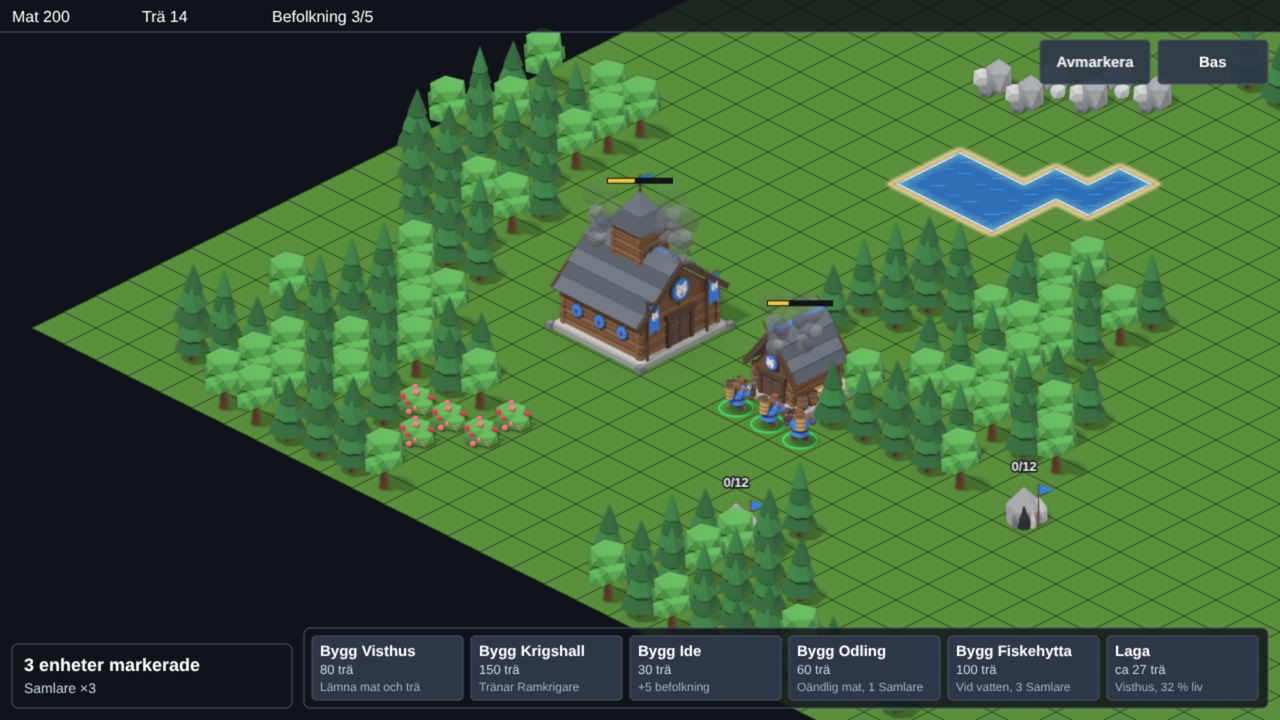 Mat 200 Trä 14 Befolkning 3/5
Avmarkera Bas
0/12
0/12
3 enheter markerade
Samlare ×3
Bygg Visthus
80 trä
Lämna mat och trä
Bygg Krigshall
150 trä
Tränar Ramkrigare
Bygg Ide
30 trä
+5 befolkning
Bygg Odling
60 trä
Oändlig mat, 1 Samlare
Bygg Fiskehytta
100 trä
Vid vatten, 3 Samlare
Laga
ca 27 trä
Visthus, 32 % liv